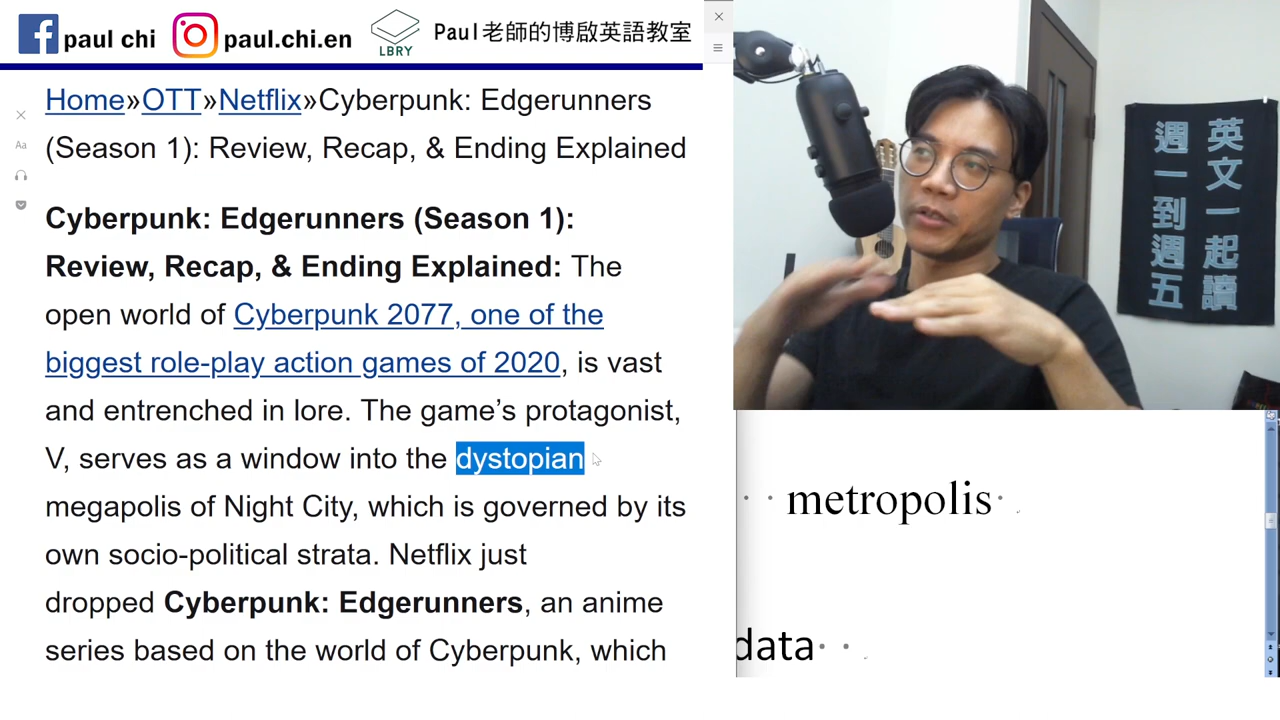 paul chi
paul.chi.en
LBRY
Paul老師的博啟英語教室
Home»OTT»Netflix»Cyberpunk: Edgerunners
(Season 1): Review, Recap, & Ending Explained
Aa
Cyberpunk: Edgerunners (Season 1):
Review, Recap, & Ending Explained: The
open world of Cyberpunk 2077, one of the
biggest role-play action games of 2020, is vast
and entrenched in lore. The game’s protagonist,
V, serves as a window into the dystopian
megapolis of Night City, which is governed by its
own socio-political strata. Netflix just
dropped Cyberpunk: Edgerunners, an anime
series based on the world of Cyberpunk, which
英文一起讀
週一到週五
metropolis
data